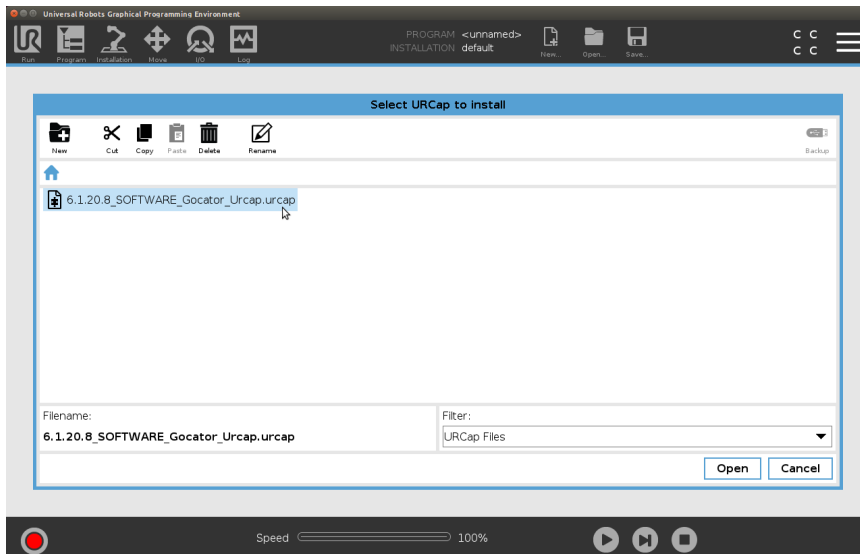 Universal Robots Graphical Programming Environment
UR
PROGRAM <unnamed>
INSTALLATION default
C C
C C
Run Program Installation Move I/O Log New... Open... Save...
Select URCap to install
New Cut Copy Paste Delete Rename Backup
6.1.20.8_SOFTWARE_Gocator_Urcap.urcap
Filename: Filter:
6.1.20.8_SOFTWARE_Gocator_Urcap.urcap URCap Files
Open Cancel
Speed 100%